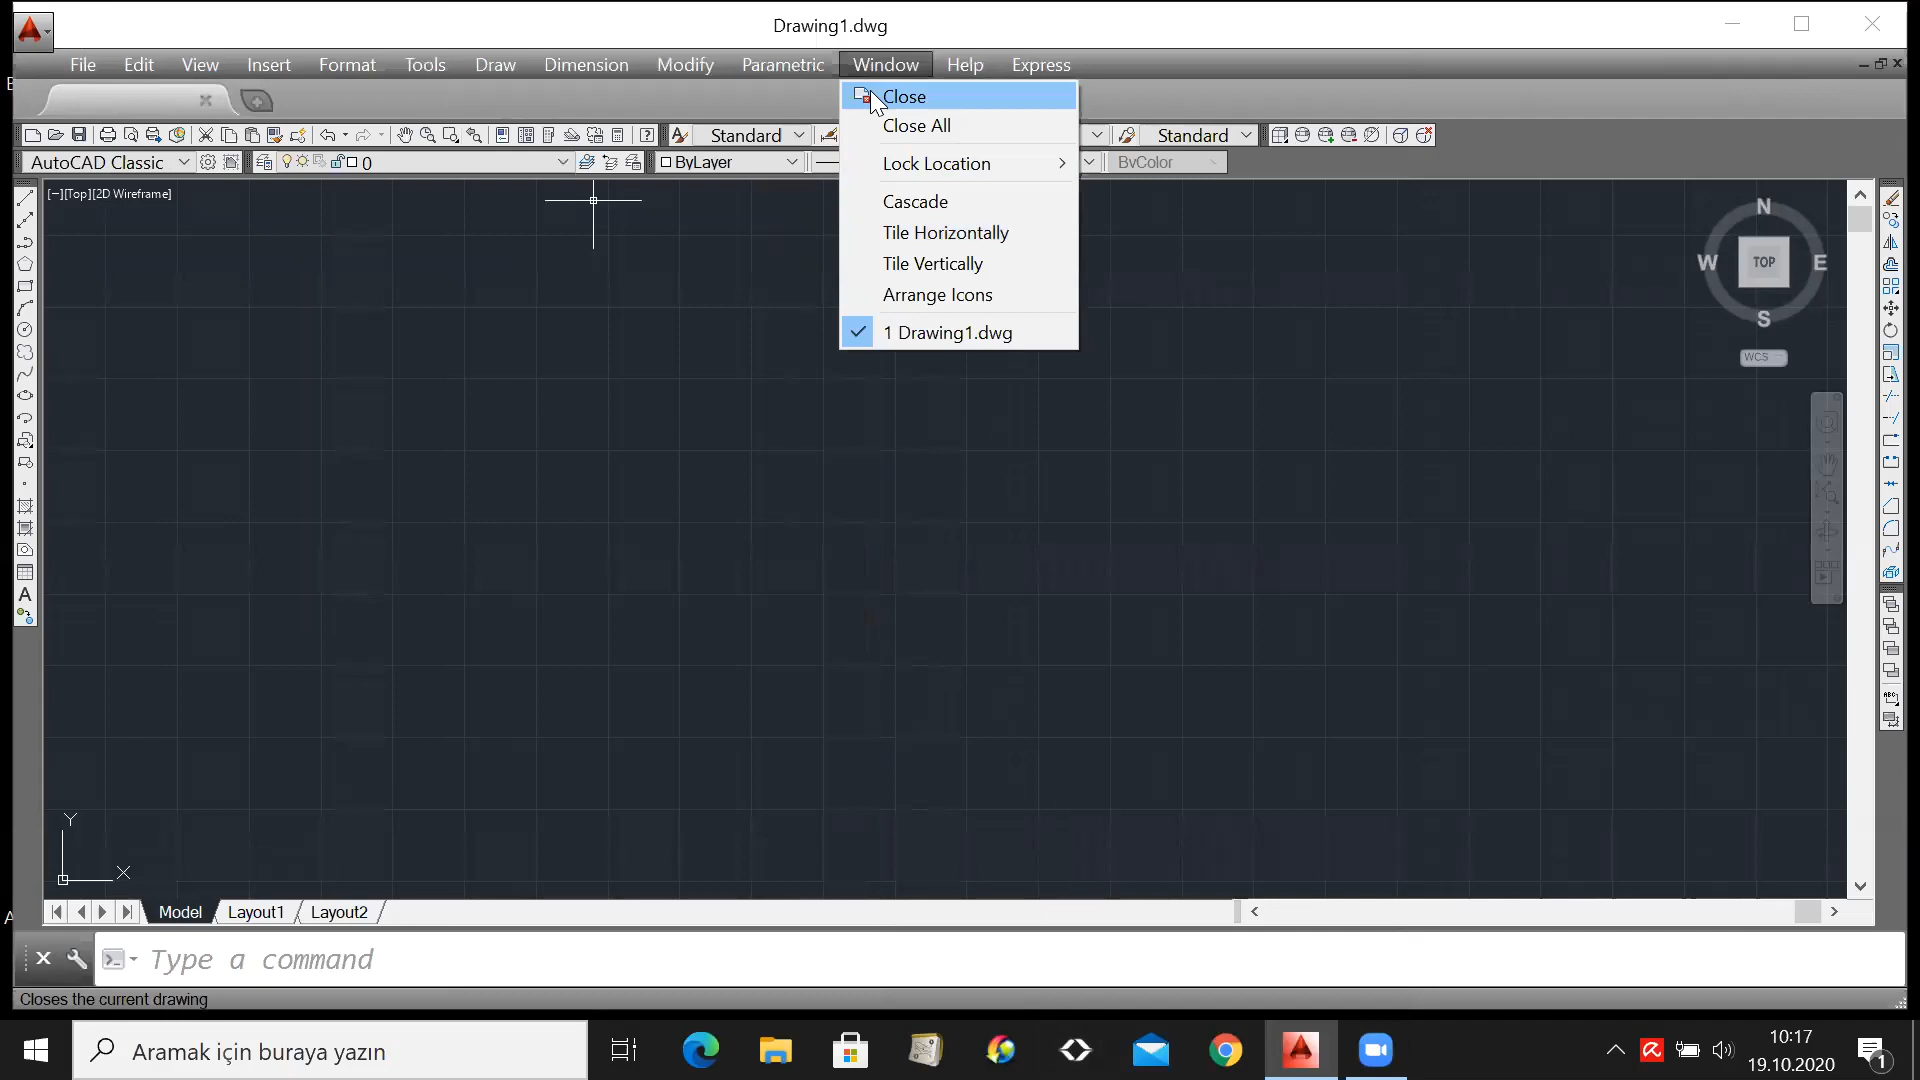 Drawing1.dwg
File Edit View Insert Format Tools Draw Dimension Modify Parametric Window Help Express
Close
Close All
Standard
Standard
AutoCAD Classic
0
ByLayer
ByColor
Lock Location
[−][Top][2D Wireframe]
Cascade
Tile Horizontally
Tile Vertically
Arrange Icons
1 Drawing1.dwg
N
W TOP E
S
WCS
A
ABC
Y
X
Model Layout1 Layout2
Type a command
Closes the current drawing
Aramak için buraya yazın
10:17
19.10.2020
1